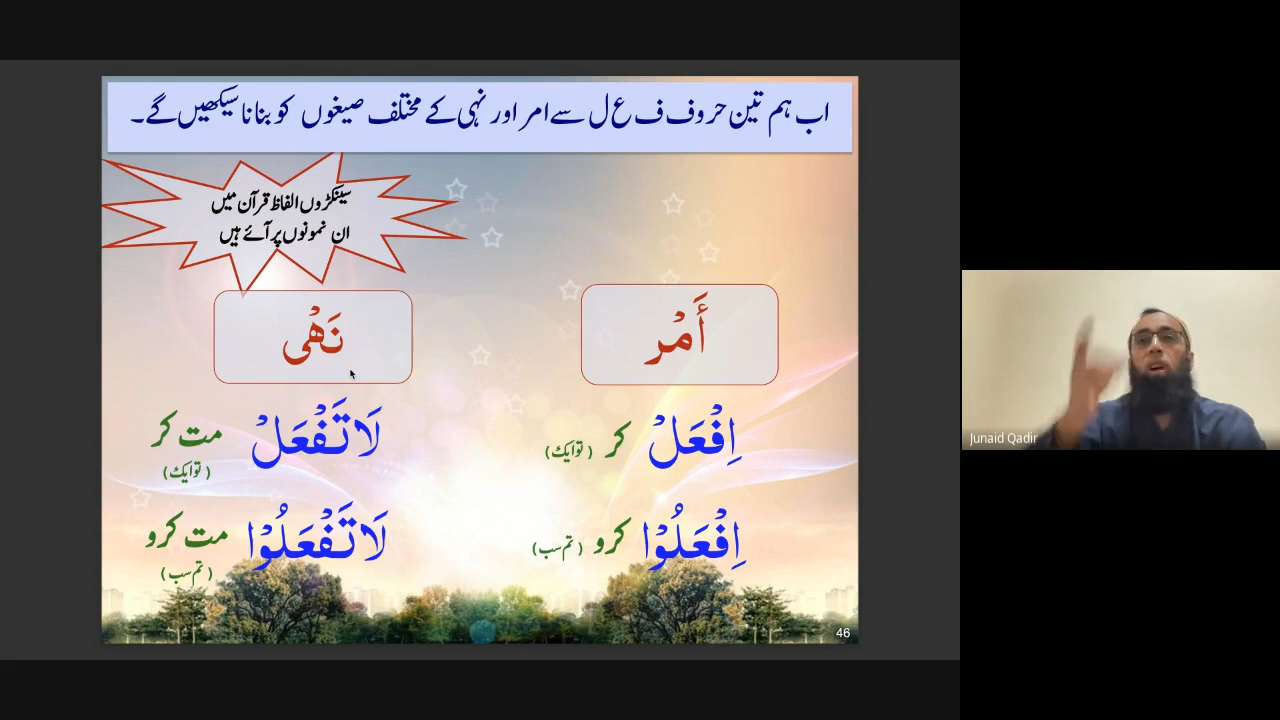 اب ہم تین حروف ف ع ل سے امر اور نہی کے مختلف صیغوں کو بنانا سیکھیں گے۔
سینکڑوں الفاظ قرآن میں
ان نمونوں پر آئے ہیں
أَمْر
نَهْی
اِفْعَلْ کر (تو ایک)
لَا تَفْعَلْ مت کر
(تو ایک)
اِفْعَلُوْا کرو (تم سب)
لَا تَفْعَلُوْا مت کرو
(تم سب)
46
Junaid Qadir